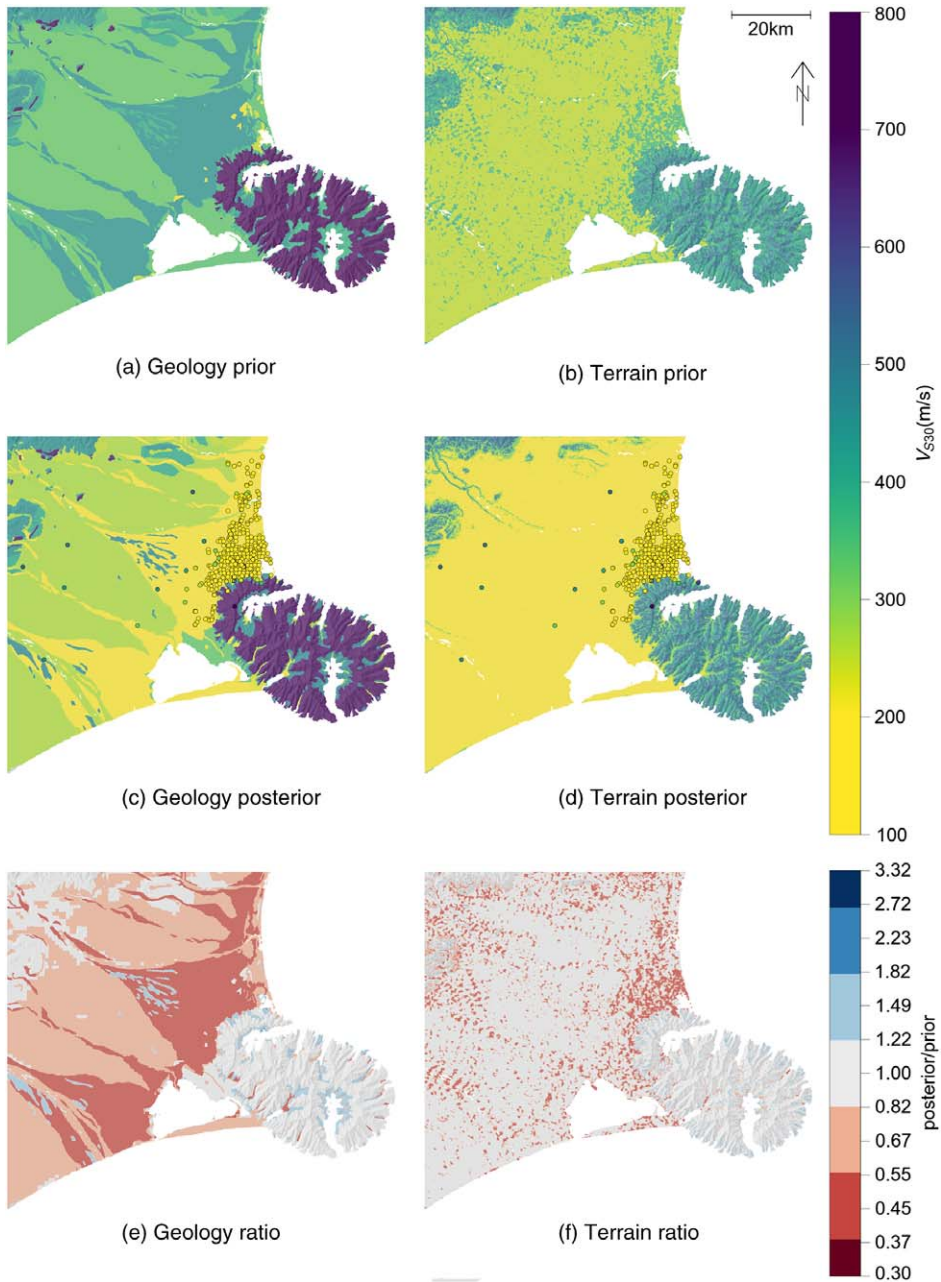 20km
N
(a) Geology prior
(b) Terrain prior
(c) Geology posterior
(d) Terrain posterior
(e) Geology ratio
(f) Terrain ratio
800
700
600
500
400
300
200
100
VS30(m/s)
3.32
2.72
2.23
1.82
1.49
1.22
1.00
0.82
0.67
0.55
0.45
0.37
0.30
posterior/prior